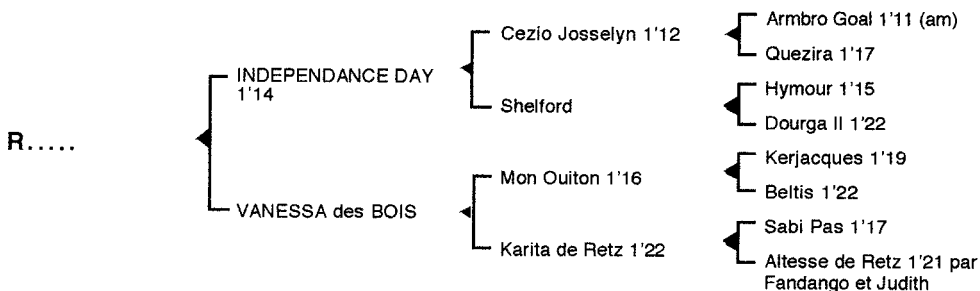 Armbro Goal 1'11 (am)
Cezio Josselyn 1'12
Quezira 1'17
INDEPENDANCE DAY
1'14
Hymour 1'15
Shelford
Dourga II 1'22
R.....
Kerjacques 1'19
Mon Ouiton 1'16
Beltis 1'22
VANESSA des BOIS
Sabi Pas 1'17
Karita de Retz 1'22
Altesse de Retz 1'21 par
Fandango et Judith